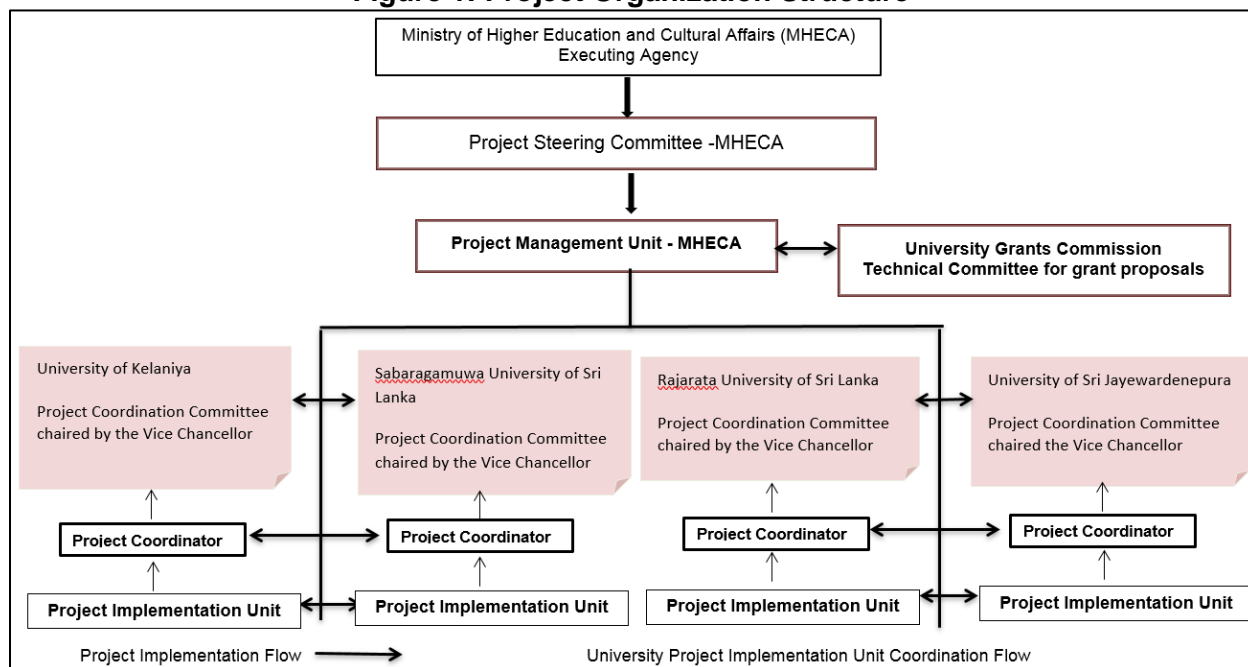 Ministry of Higher Education and Cultural Affairs (MHECA)
Executing Agency
Project Steering Committee -MHECA
Project Management Unit - MHECA
University Grants Commission
Technical Committee for grant proposals
University of Kelaniya
Project Coordination Committee
chaired by the Vice Chancellor
Sabaragamuwa University of Sri
Lanka
Project Coordination Committee
chaired by the Vice Chancellor
Rajarata University of Sri Lanka
Project Coordination Committee
chaired by the Vice Chancellor
University of Sri Jayewardenepura
Project Coordination Committee
chaired the Vice Chancellor
Project Coordinator
Project Coordinator
Project Coordinator
Project Coordinator
Project Implementation Unit
Project Implementation Unit
Project Implementation Unit
Project Implementation Unit
Project Implementation Flow
University Project Implementation Unit Coordination Flow